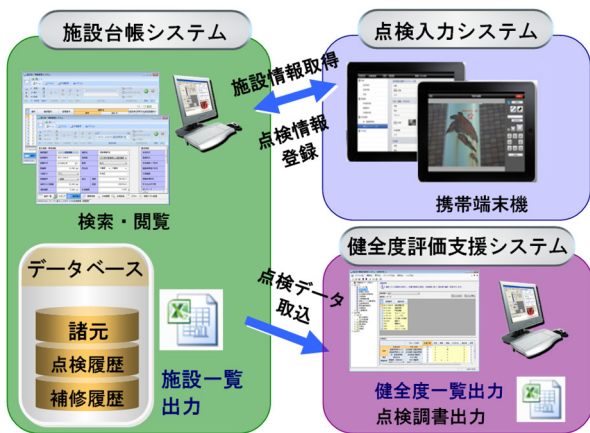 施設台帳システム
点検入力システム
施設情報取得
点検情報
登録
検索・閲覧
携帯端末機
データベース
諸元
点検履歴
補修履歴
施設一覧
出力
点検データ
取込
健全度評価支援システム
健全度一覧出力
点検調書出力